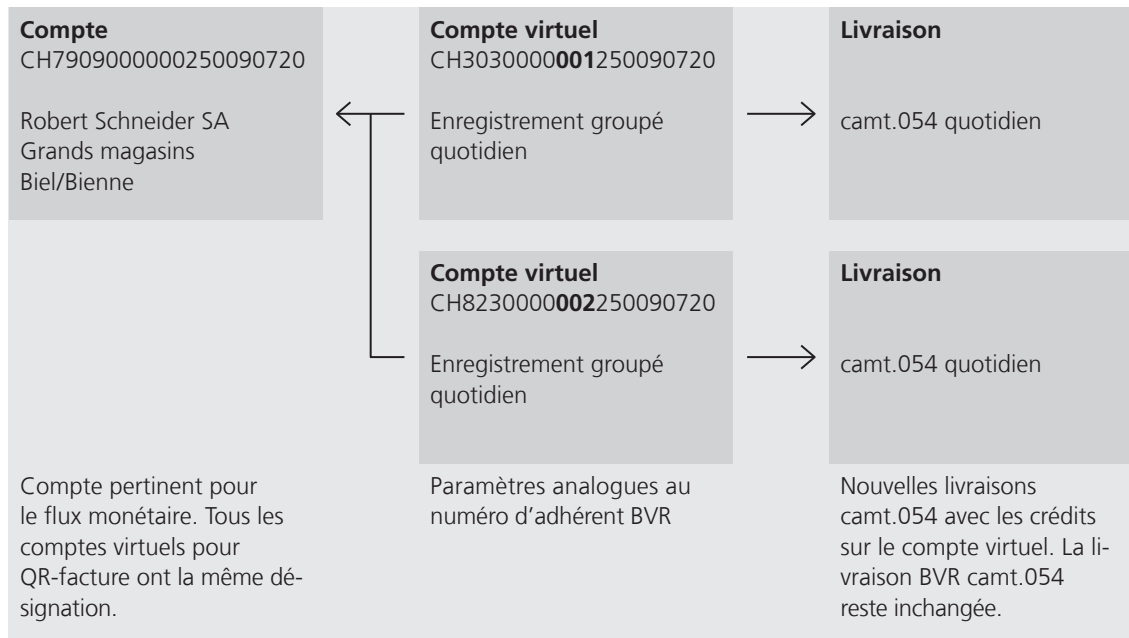 Compte
CH7909000000250090720
Robert Schneider SA
Grands magasins
Biel/Bienne
Compte virtuel
CH3030000001250090720
Enregistrement groupé
quotidien
Livraison
camt.054 quotidien
Compte virtuel
CH8230000002250090720
Enregistrement groupé
quotidien
Livraison
camt.054 quotidien
Compte pertinent pour
le flux monétaire. Tous les
comptes virtuels pour
QR-facture ont la même dé-
signation.
Paramètres analogues au
numéro d’adhérent BVR
Nouvelles livraisons
camt.054 avec les crédits
sur le compte virtuel. La li-
vraison BVR camt.054
reste inchangée.